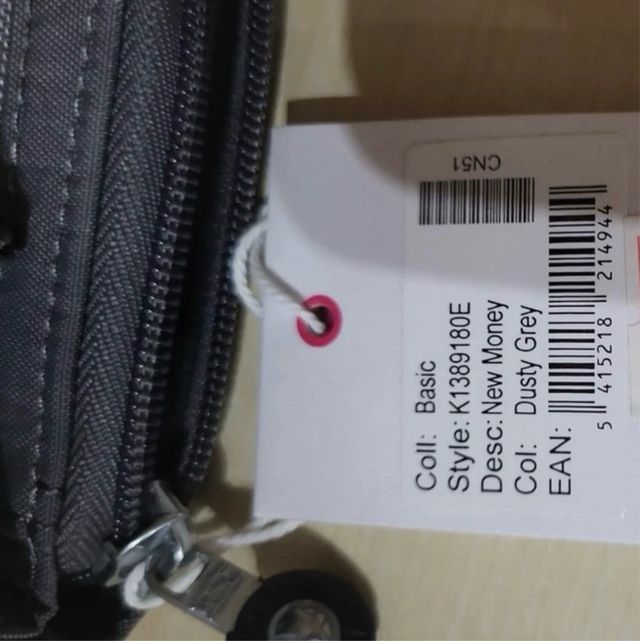 CN51
Coll: Basic
Style: K1389180E
Desc: New Money
Col: Dusty Grey
EAN:
5 415218 214944